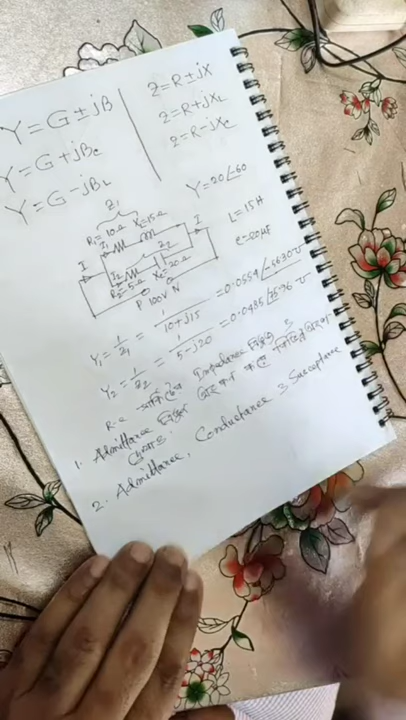 Y = G ± jB
Y = G + jBc
Y = G - jBL
Z = R ± jX
Z = R + jXL
Z = R - jXc
Y = 20∠-60
L = 15H
c = 20μF
Z1
R1 = 10Ω XL = 15Ω
I I1 I
I2 Z2
R2 = 5Ω Xc = 20Ω
P 100V N
Y1 = 1/Z1 = 1/10+j15 = 0.0554∠-56.30 ʊ
Y2 = 1/Z2 = 1/5-j20 = 0.0485∠75.96 ʊ
Impedance
1. Admittance
2. Admittance, Conductance ও Susceptance